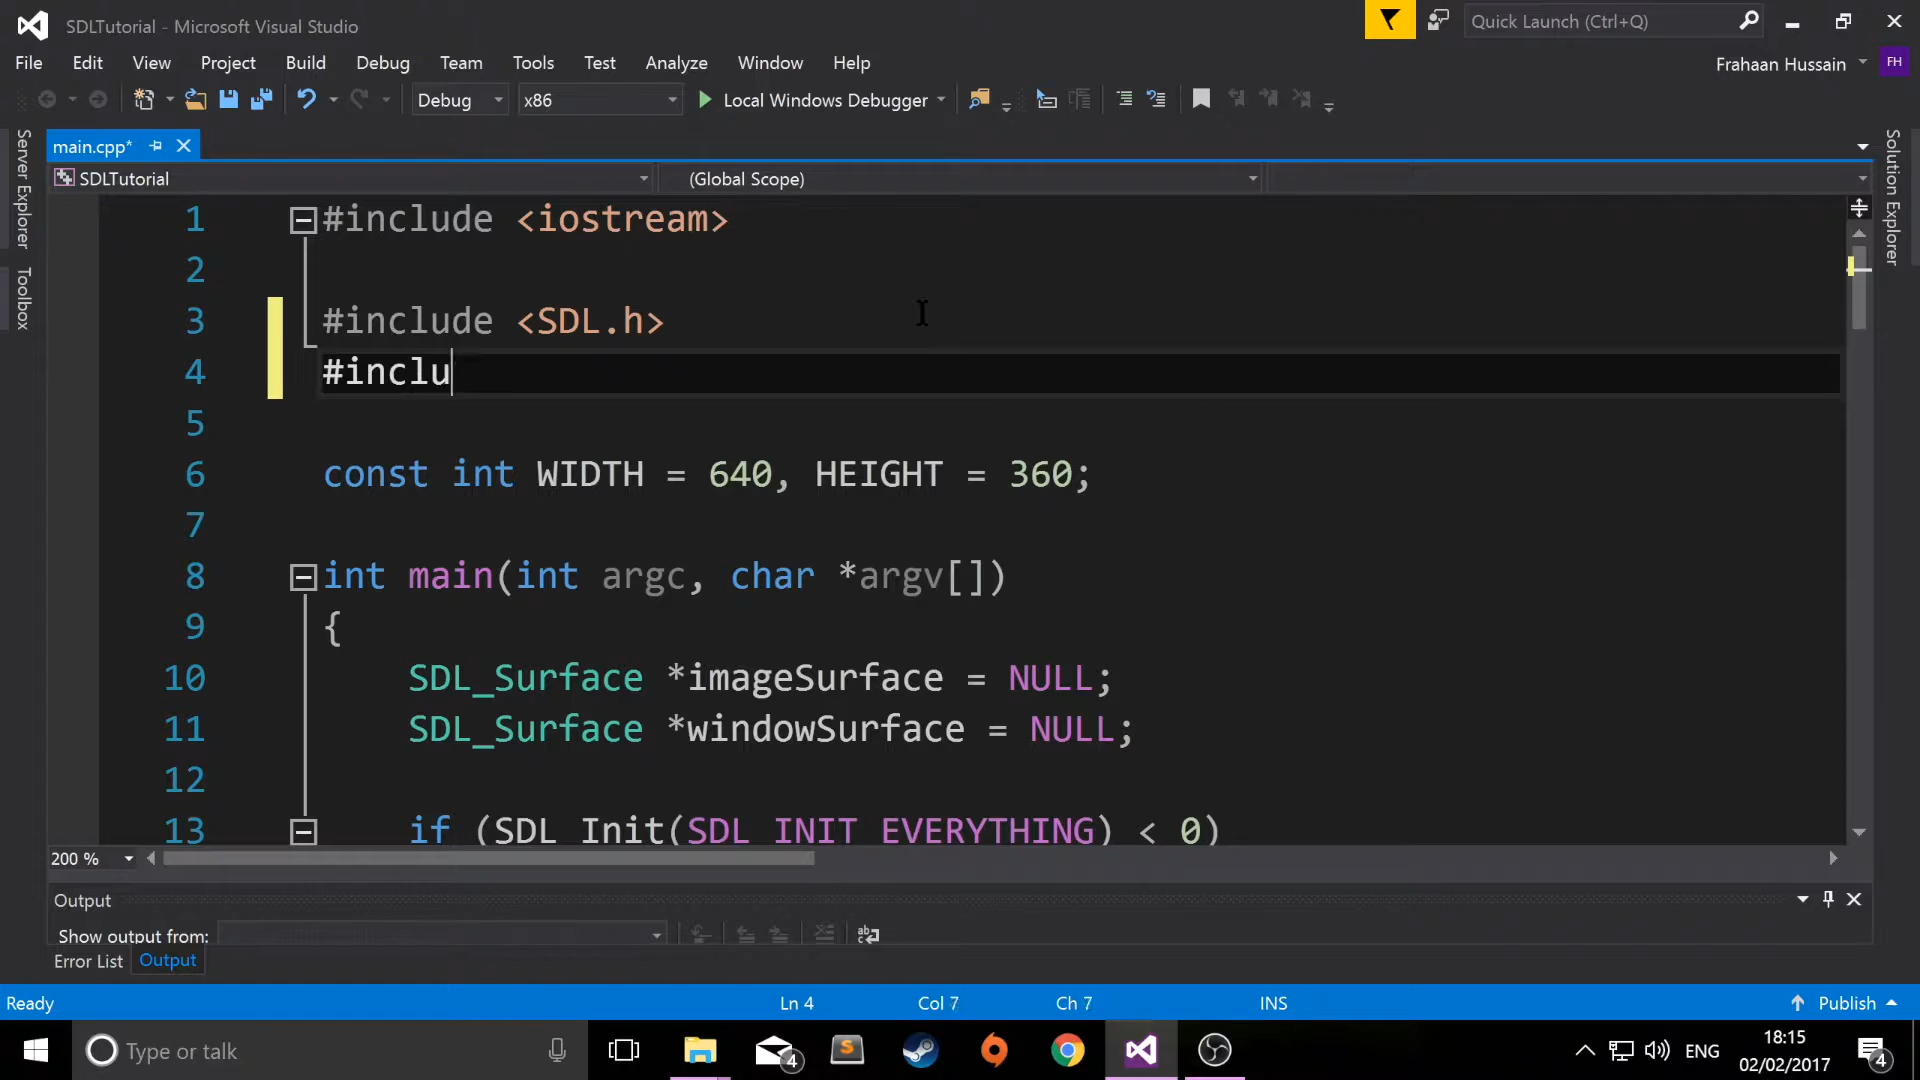 SDLTutorial - Microsoft Visual Studio
Quick Launch (Ctrl+Q)
File Edit View Project Build Debug Team Tools Test Analyze Window Help
Frahaan Hussain FH
Debug x86 Local Windows Debugger
Server Explorer
Toolbox
Solution Explorer
main.cpp*
SDLTutorial (Global Scope)
1 #include <iostream>
2
3 #include <SDL.h>
4 #inclu
5
6 const int WIDTH = 640, HEIGHT = 360;
7
8 int main(int argc, char *argv[])
9 {
10 SDL_Surface *imageSurface = NULL;
11 SDL_Surface *windowSurface = NULL;
12
13 if (SDL_Init(SDL_INIT_EVERYTHING) < 0)
200 %
Output
Show output from:
Error List Output
Ready Ln 4 Col 7 Ch 7 INS Publish
Type or talk 4 ENG 18:15 4
02/02/2017